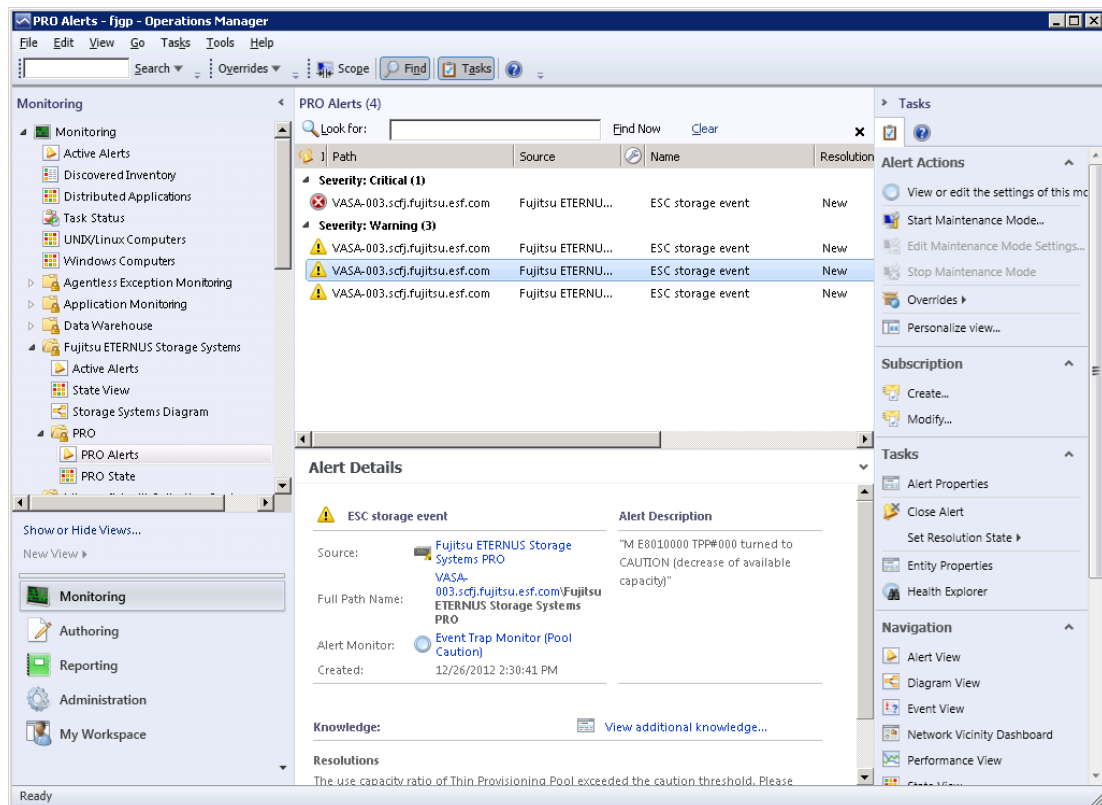 PRO Alerts - fjgp - Operations Manager
File Edit View Go Tasks Tools Help
Search Overrides Scope Find Tasks
Monitoring
Monitoring
Active Alerts
Discovered Inventory
Distributed Applications
Task Status
UNIX/Linux Computers
Windows Computers
Agentless Exception Monitoring
Application Monitoring
Data Warehouse
Fujitsu ETERNUS Storage Systems
Active Alerts
State View
Storage Systems Diagram
PRO
PRO Alerts
PRO State
Show or Hide Views...
New View
Monitoring
Authoring
Reporting
Administration
My Workspace
PRO Alerts (4)
Look for: Find Now Clear
Path Source Name Resolution
Severity: Critical (1)
VASA-003.scfj.fujitsu.esf.com Fujitsu ETERNU... ESC storage event New
Severity: Warning (3)
VASA-003.scfj.fujitsu.esf.com Fujitsu ETERNU... ESC storage event New
VASA-003.scfj.fujitsu.esf.com Fujitsu ETERNU... ESC storage event New
VASA-003.scfj.fujitsu.esf.com Fujitsu ETERNU... ESC storage event New
Alert Details
ESC storage event
Source: Fujitsu ETERNUS Storage
Systems PRO
Full Path Name: VASA-
003.scfj.fujitsu.esf.com\Fujitsu
ETERNUS Storage Systems
PRO
Alert Monitor: Event Trap Monitor (Pool
Caution)
Created: 12/26/2012 2:30:41 PM
Alert Description
"M E8010000 TPP#000 turned to
CAUTION (decrease of available
capacity)"
Knowledge: View additional knowledge...
Resolutions
The use capacity ratio of Thin Provisioning Pool exceeded the caution threshold. Please
Tasks
Alert Actions
View or edit the settings of this mo
Start Maintenance Mode...
Edit Maintenance Mode Settings...
Stop Maintenance Mode
Overrides
Personalize view...
Subscription
Create...
Modify...
Tasks
Alert Properties
Close Alert
Set Resolution State
Entity Properties
Health Explorer
Navigation
Alert View
Diagram View
Event View
Network Vicinity Dashboard
Performance View
State View
Ready